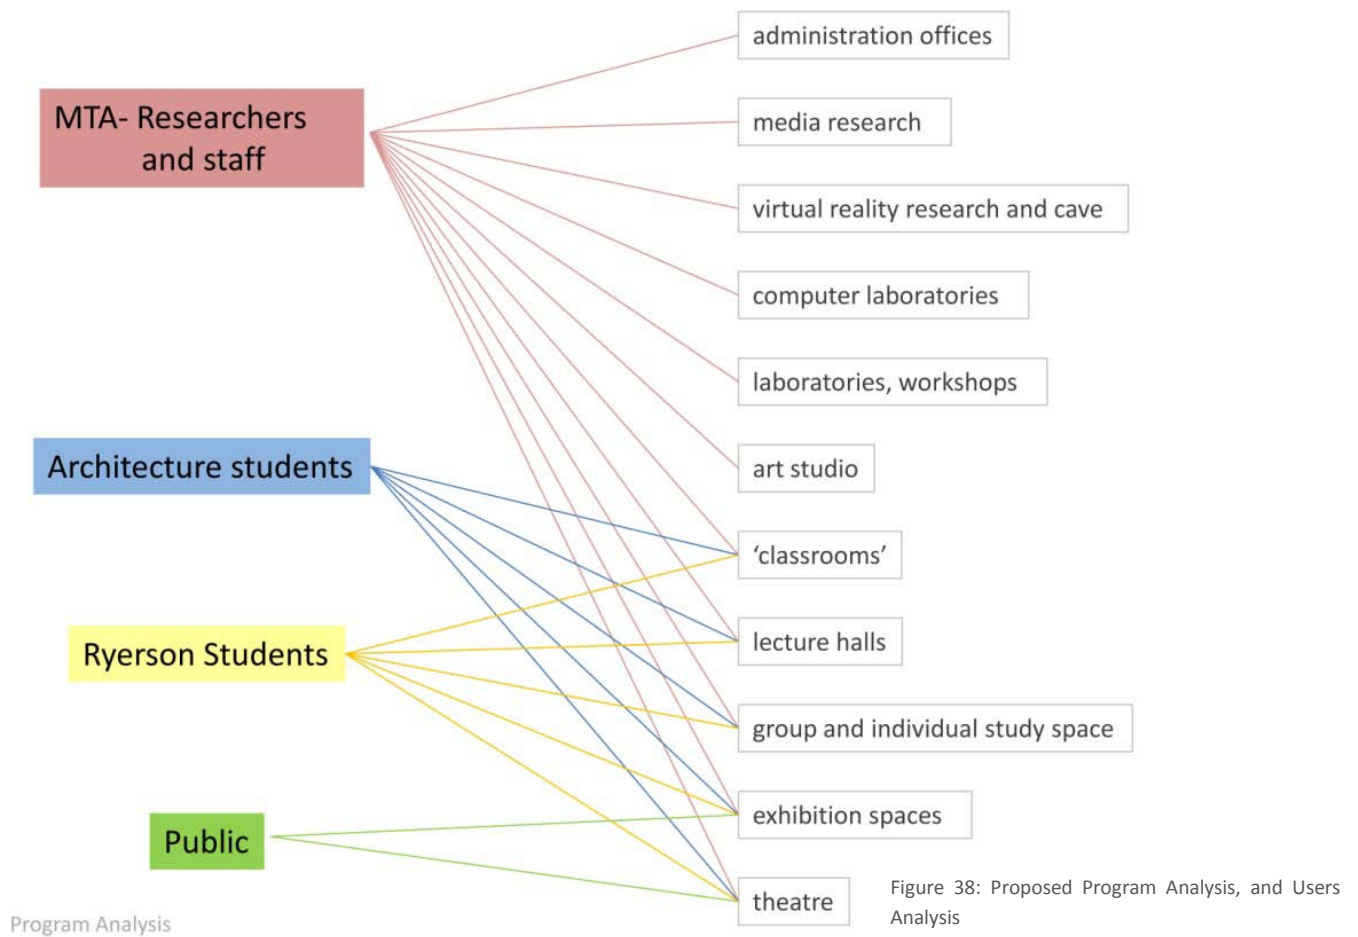 MTA- Researchers
and staff
Architecture students
Ryerson Students
Public
administration offices
media research
virtual reality research and cave
computer laboratories
laboratories, workshops
art studio
‘classrooms’
lecture halls
group and individual study space
exhibition spaces
theatre
Figure 38: Proposed Program Analysis, and Users
Analysis
Program Analysis